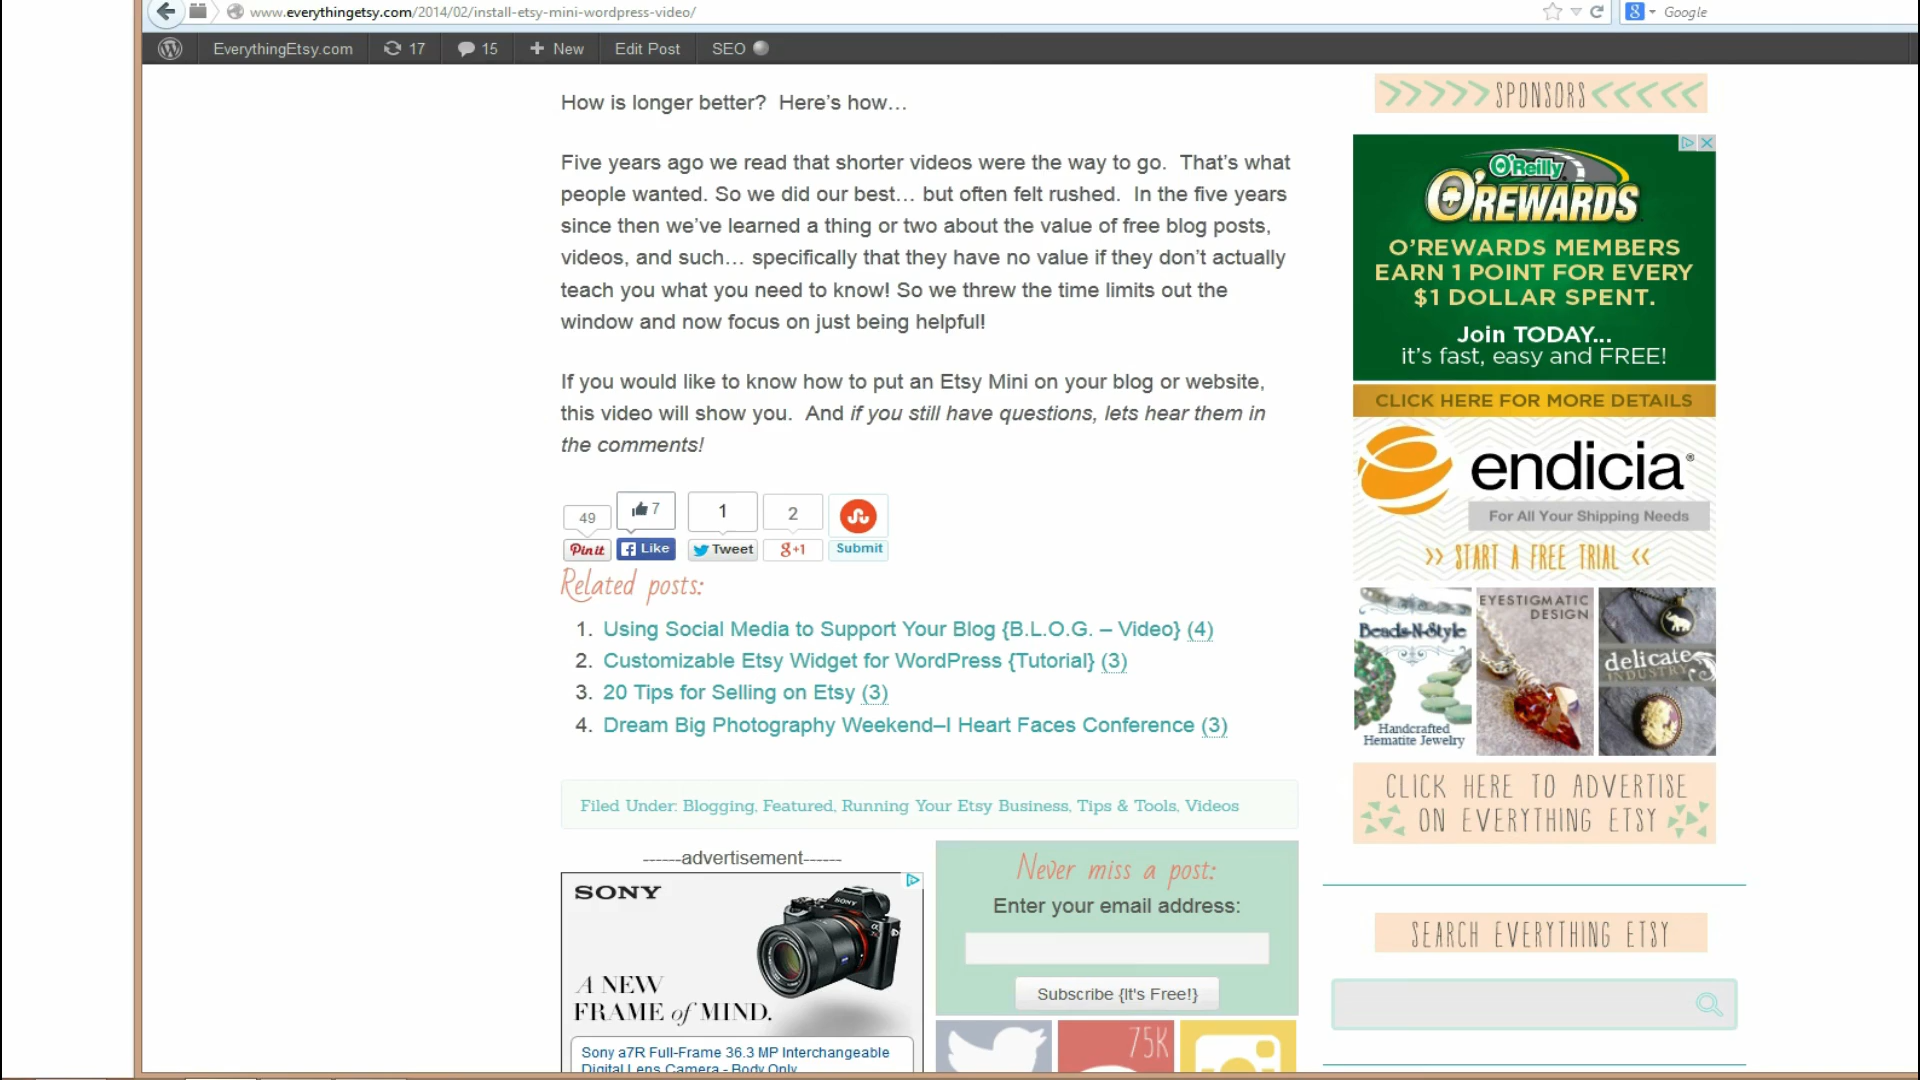 www.everythingetsy.com/2014/02/install-etsy-mini-wordpress-video/
Google
EverythingEtsy.com 17 15 + New Edit Post SEO
How is longer better? Here's how…
Five years ago we read that shorter videos were the way to go. That's what
people wanted. So we did our best… but often felt rushed. In the five years
since then we've learned a thing or two about the value of free blog posts,
videos, and such… specifically that they have no value if they don't actually
teach you what you need to know! So we threw the time limits out the
window and now focus on just being helpful!
If you would like to know how to put an Etsy Mini on your blog or website,
this video will show you. And if you still have questions, lets hear them in
the comments!
49 7 1 2
Pin it Like Tweet g+1 Submit
Related posts:
1. Using Social Media to Support Your Blog {B.L.O.G. – Video} (4)
2. Customizable Etsy Widget for WordPress {Tutorial} (3)
3. 20 Tips for Selling on Etsy (3)
4. Dream Big Photography Weekend–I Heart Faces Conference (3)
Filed Under: Blogging, Featured, Running Your Etsy Business, Tips & Tools, Videos
------advertisement------
SONY
SONY
A NEW
FRAME of MIND.
Sony a7R Full-Frame 36.3 MP Interchangeable
Digital Lens Camera - Body Only
Never miss a post:
Enter your email address:
Subscribe {It's Free!}
75K
>>>>> SPONSORS <<<<<
O'Reilly
O'REWARDS
O'REWARDS MEMBERS
EARN 1 POINT FOR EVERY
$1 DOLLAR SPENT.
Join TODAY...
it's fast, easy and FREE!
CLICK HERE FOR MORE DETAILS
endicia®
For All Your Shipping Needs
>> START A FREE TRIAL <<
Beads-N-Style
Handcrafted
Hematite Jewelry
EYESTIGMATIC
DESIGN
delicate
INDUSTRY
CLICK HERE TO ADVERTISE
ON EVERYTHING ETSY
SEARCH EVERYTHING ETSY